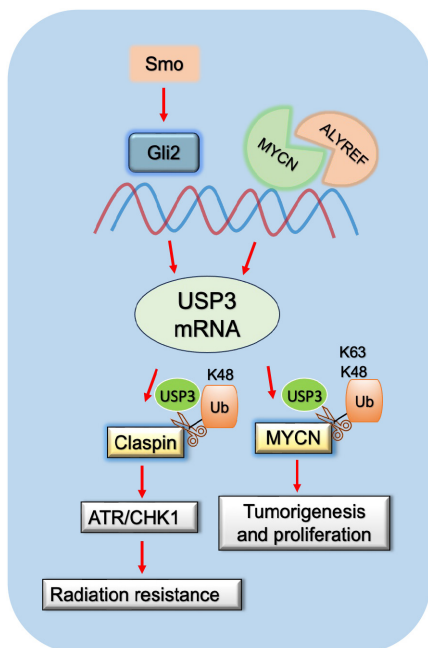 Smo
Gli2
MYCN
ALYREF
USP3
mRNA
K48
USP3
Ub
Claspin
ATR/CHK1
Radiation resistance
K63
K48
USP3
Ub
MYCN
Tumorigenesis
and proliferation